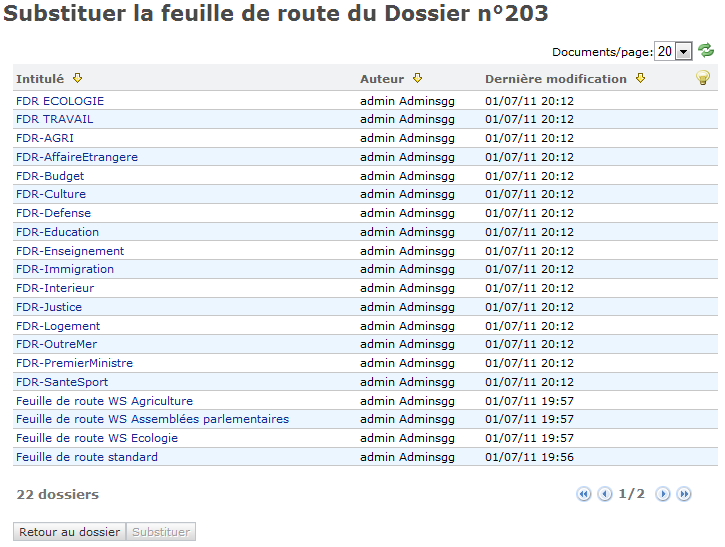 Substituer la feuille de route du Dossier n°203
Documents/page: 20
Intitulé Auteur Dernière modification
FDR ECOLOGIE admin Adminsgg 01/07/11 20:12
FDR TRAVAIL admin Adminsgg 01/07/11 20:12
FDR-AGRI admin Adminsgg 01/07/11 20:12
FDR-AffaireEtrangere admin Adminsgg 01/07/11 20:12
FDR-Budget admin Adminsgg 01/07/11 20:12
FDR-Culture admin Adminsgg 01/07/11 20:12
FDR-Defense admin Adminsgg 01/07/11 20:12
FDR-Education admin Adminsgg 01/07/11 20:12
FDR-Enseignement admin Adminsgg 01/07/11 20:12
FDR-Immigration admin Adminsgg 01/07/11 20:12
FDR-Interieur admin Adminsgg 01/07/11 20:12
FDR-Justice admin Adminsgg 01/07/11 20:12
FDR-Logement admin Adminsgg 01/07/11 20:12
FDR-OutreMer admin Adminsgg 01/07/11 20:12
FDR-PremierMinistre admin Adminsgg 01/07/11 20:12
FDR-SanteSport admin Adminsgg 01/07/11 20:12
Feuille de route WS Agriculture admin Adminsgg 01/07/11 19:57
Feuille de route WS Assemblées parlementaires admin Adminsgg 01/07/11 19:57
Feuille de route WS Ecologie admin Adminsgg 01/07/11 19:57
Feuille de route standard admin Adminsgg 01/07/11 19:56
22 dossiers 1/2
Retour au dossier Substituer